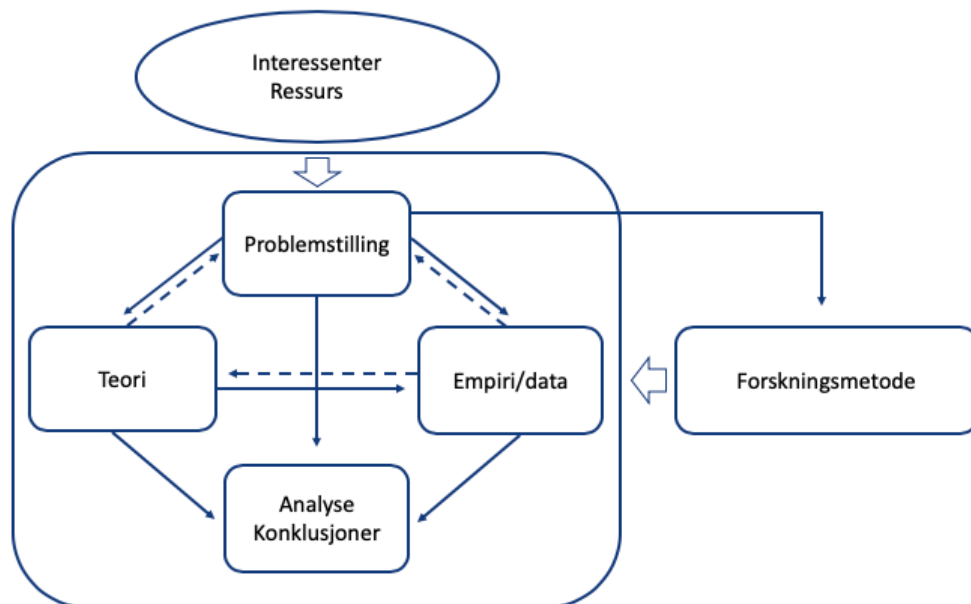 Interessenter
Ressurs
Problemstilling
Teori
Empiri/data
Forskningsmetode
Analyse
Konklusjoner